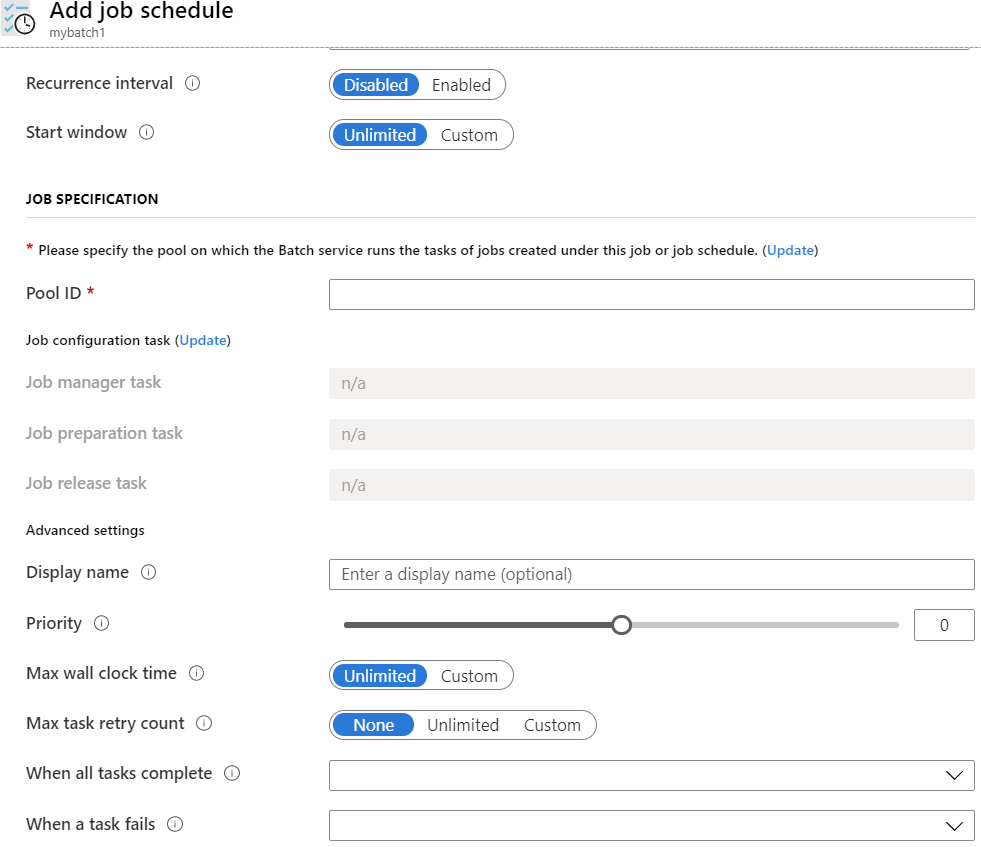 Add job schedule
mybatch1
Recurrence interval Disabled Enabled
Start window Unlimited Custom
JOB SPECIFICATION
* Please specify the pool on which the Batch service runs the tasks of jobs created under this job or job schedule. (Update)
Pool ID *
Job configuration task (Update)
Job manager task n/a
Job preparation task n/a
Job release task n/a
Advanced settings
Display name Enter a display name (optional)
Priority 0
Max wall clock time Unlimited Custom
Max task retry count None Unlimited Custom
When all tasks complete
When a task fails